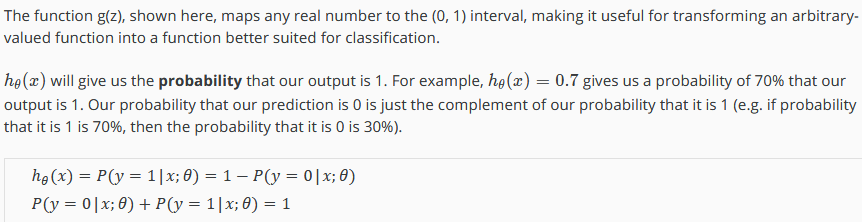 The function g(z), shown here, maps any real number to the (0, 1) interval, making it useful for transforming an arbitrary-
valued function into a function better suited for classification.
hθ(x) will give us the probability that our output is 1. For example, hθ(x) = 0.7 gives us a probability of 70% that our
output is 1. Our probability that our prediction is 0 is just the complement of our probability that it is 1 (e.g. if probability
that it is 1 is 70%, then the probability that it is 0 is 30%).
hθ(x) = P(y = 1|x; θ) = 1 − P(y = 0|x; θ)
P(y = 0|x; θ) + P(y = 1|x; θ) = 1